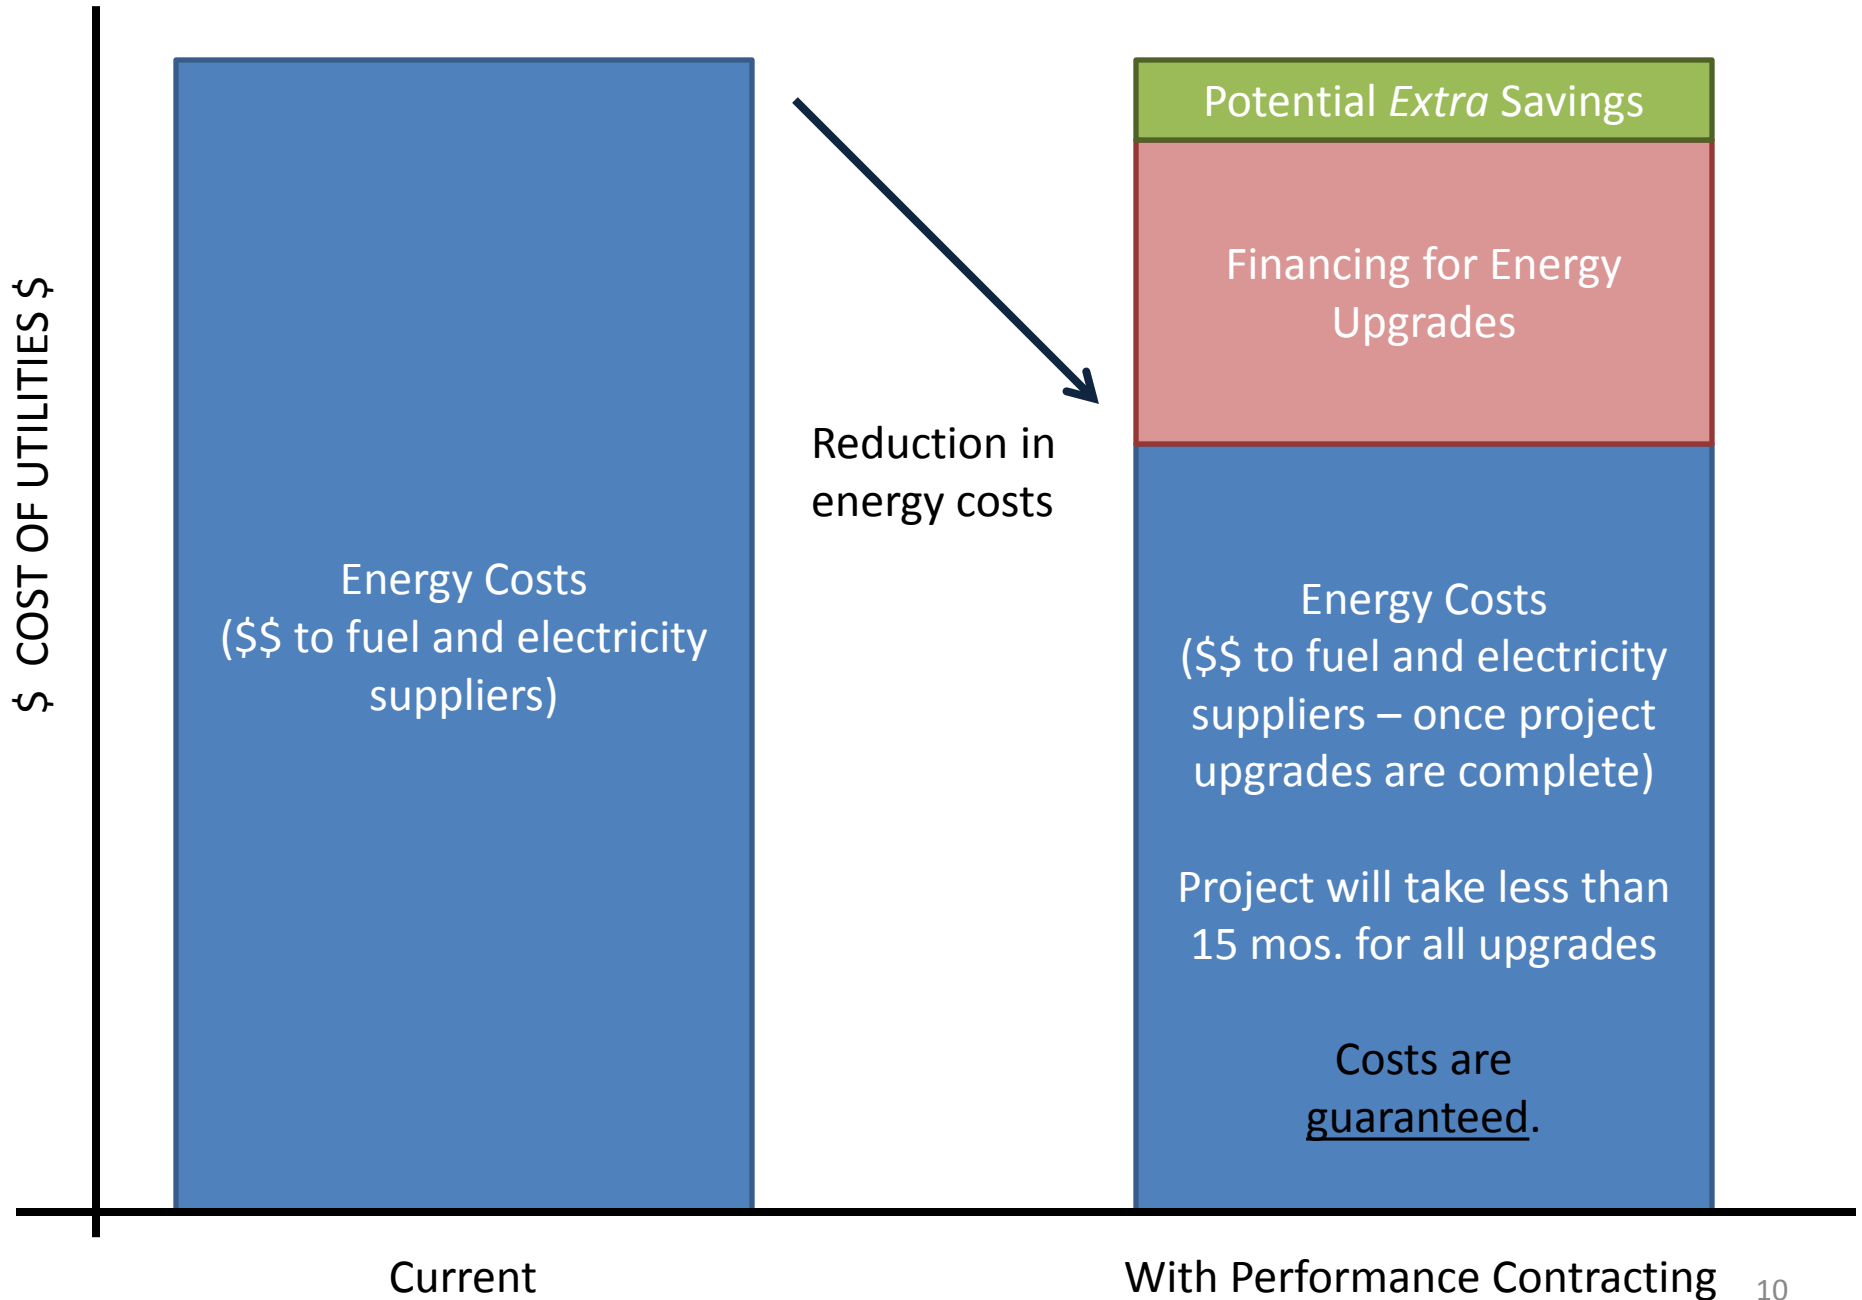 $ COST OF UTILITIES $
Energy Costs
($$ to fuel and electricity
suppliers)
Reduction in
energy costs
Potential Extra Savings
Financing for Energy
Upgrades
Energy Costs
($$ to fuel and electricity
suppliers – once project
upgrades are complete)
Project will take less than
15 mos. for all upgrades
Costs are
guaranteed.
Current
With Performance Contracting
10